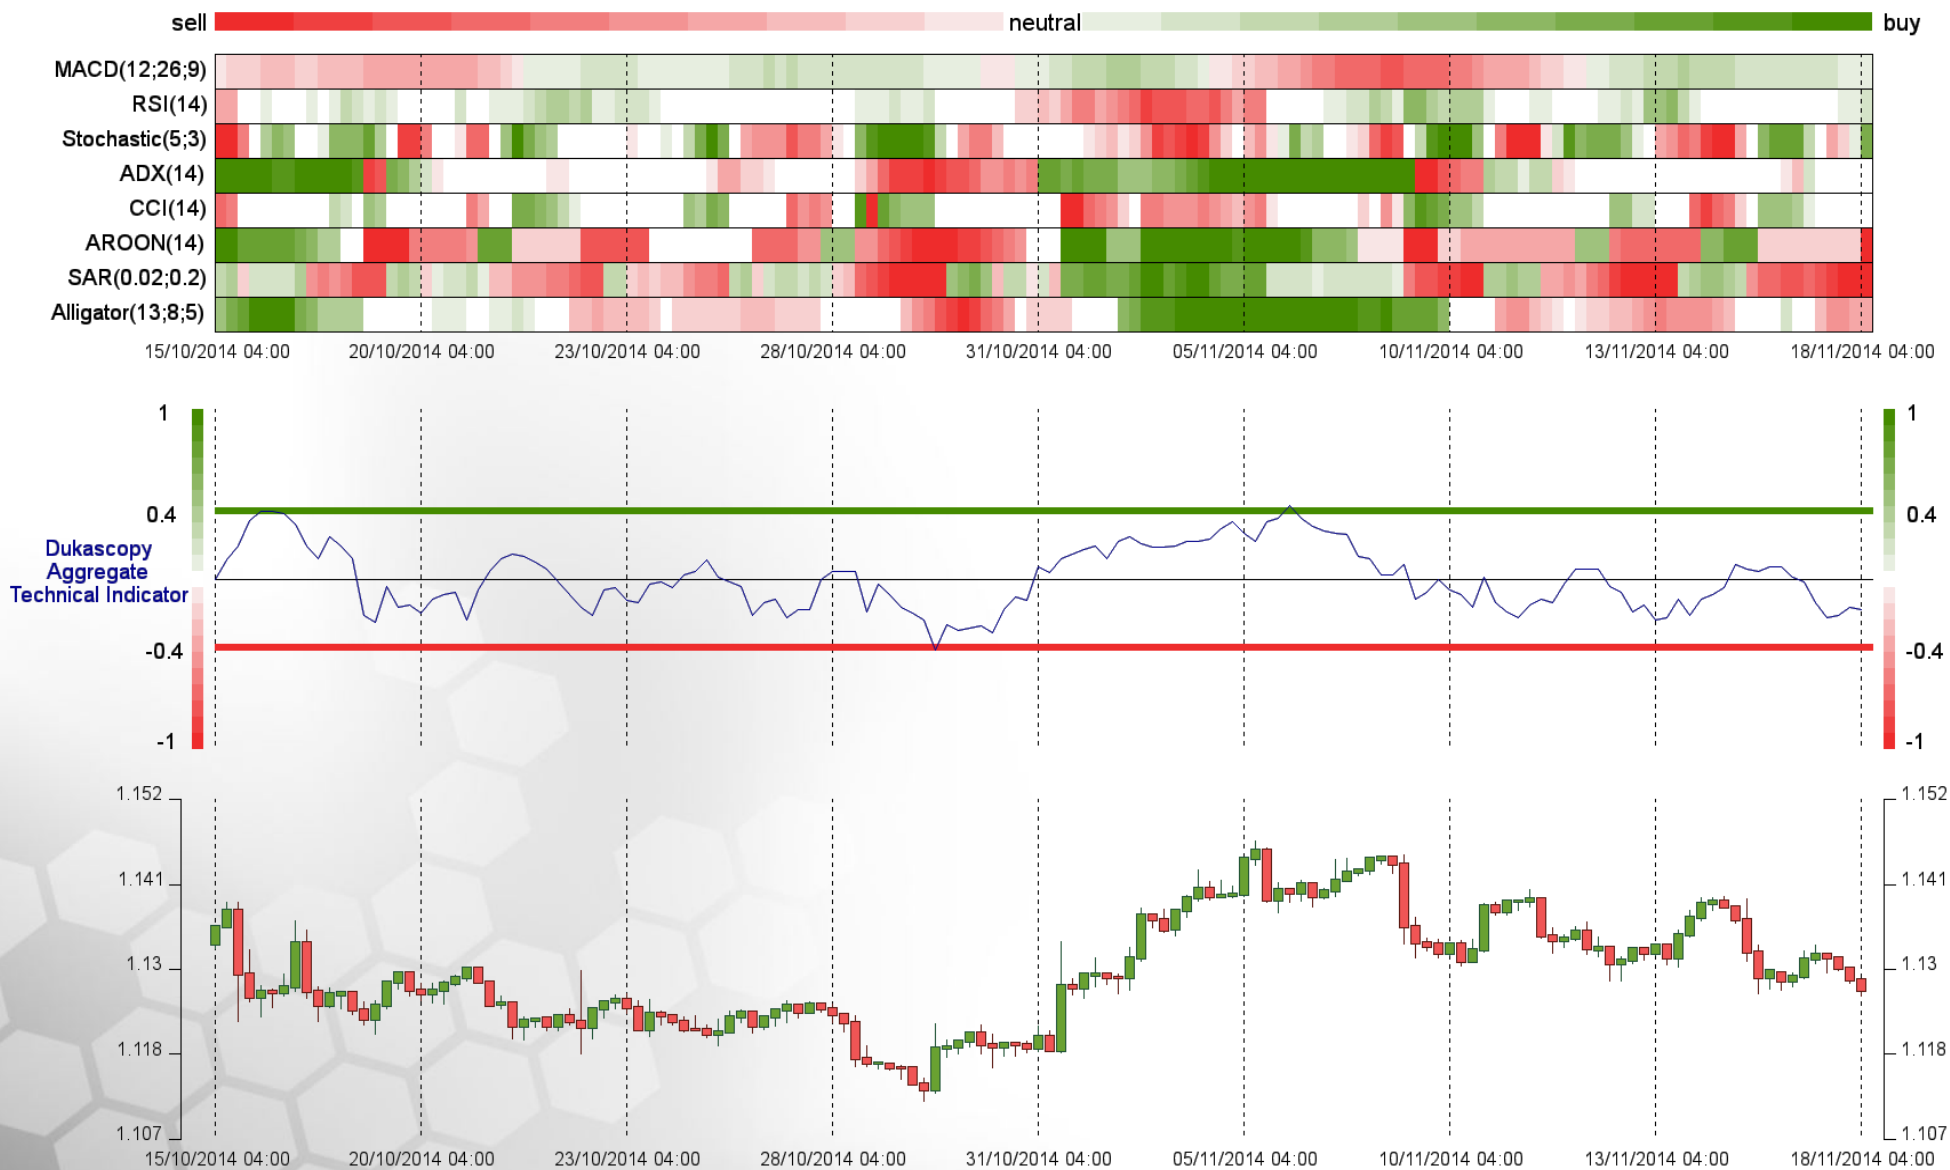 sell neutral buy
MACD(12;26;9)
RSI(14)
Stochastic(5;3)
ADX(14)
CCI(14)
AROON(14)
SAR(0.02;0.2)
Alligator(13;8;5)
15/10/2014 04:00 20/10/2014 04:00 23/10/2014 04:00 28/10/2014 04:00 31/10/2014 04:00 05/11/2014 04:00 10/11/2014 04:00 13/11/2014 04:00 18/11/2014 04:00
1 1
0.4 0.4
Dukascopy
Aggregate
Technical Indicator
-0.4 -0.4
-1 -1
1.152 1.152
1.141 1.141
1.13 1.13
1.118 1.118
1.107 1.107
15/10/2014 04:00 20/10/2014 04:00 23/10/2014 04:00 28/10/2014 04:00 31/10/2014 04:00 05/11/2014 04:00 10/11/2014 04:00 13/11/2014 04:00 18/11/2014 04:00